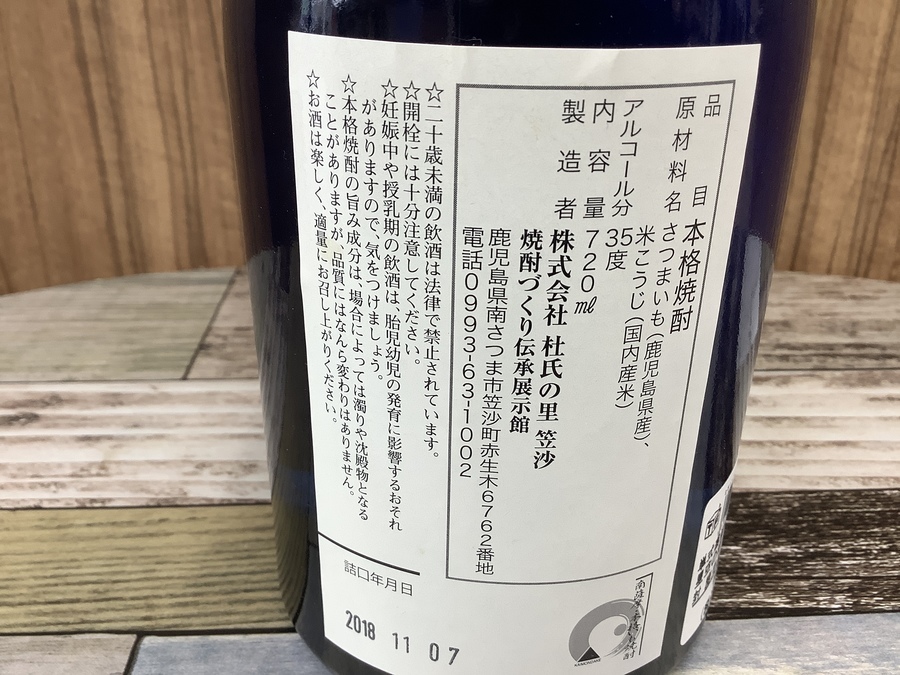 品目 本格焼酎
原材料名 さつまいも(鹿児島県産)、
米こうじ(国内産米)
アルコール分 35度
内容量 720㎖
製造者 株式会社 杜氏の里 笠沙
焼酎づくり伝承展示館
鹿児島県南さつま市笠沙町赤生木6762番地
電話0993-63-1002
☆二十歳未満の飲酒は法律で禁止されています。
☆開栓には十分注意してください。
☆妊娠中や授乳期の飲酒は、胎児幼児の発育に影響するおそれ
がありますので、気をつけましょう。
☆本格焼酎の旨み成分は、場合によっては濁りや沈殿物となる
ことがありますが、品質にはなんら変わりはありません。
☆お酒は楽しく、適量にお召し上がりください。
詰口年月日
2018 11 07
南薩摩・本格焼酎